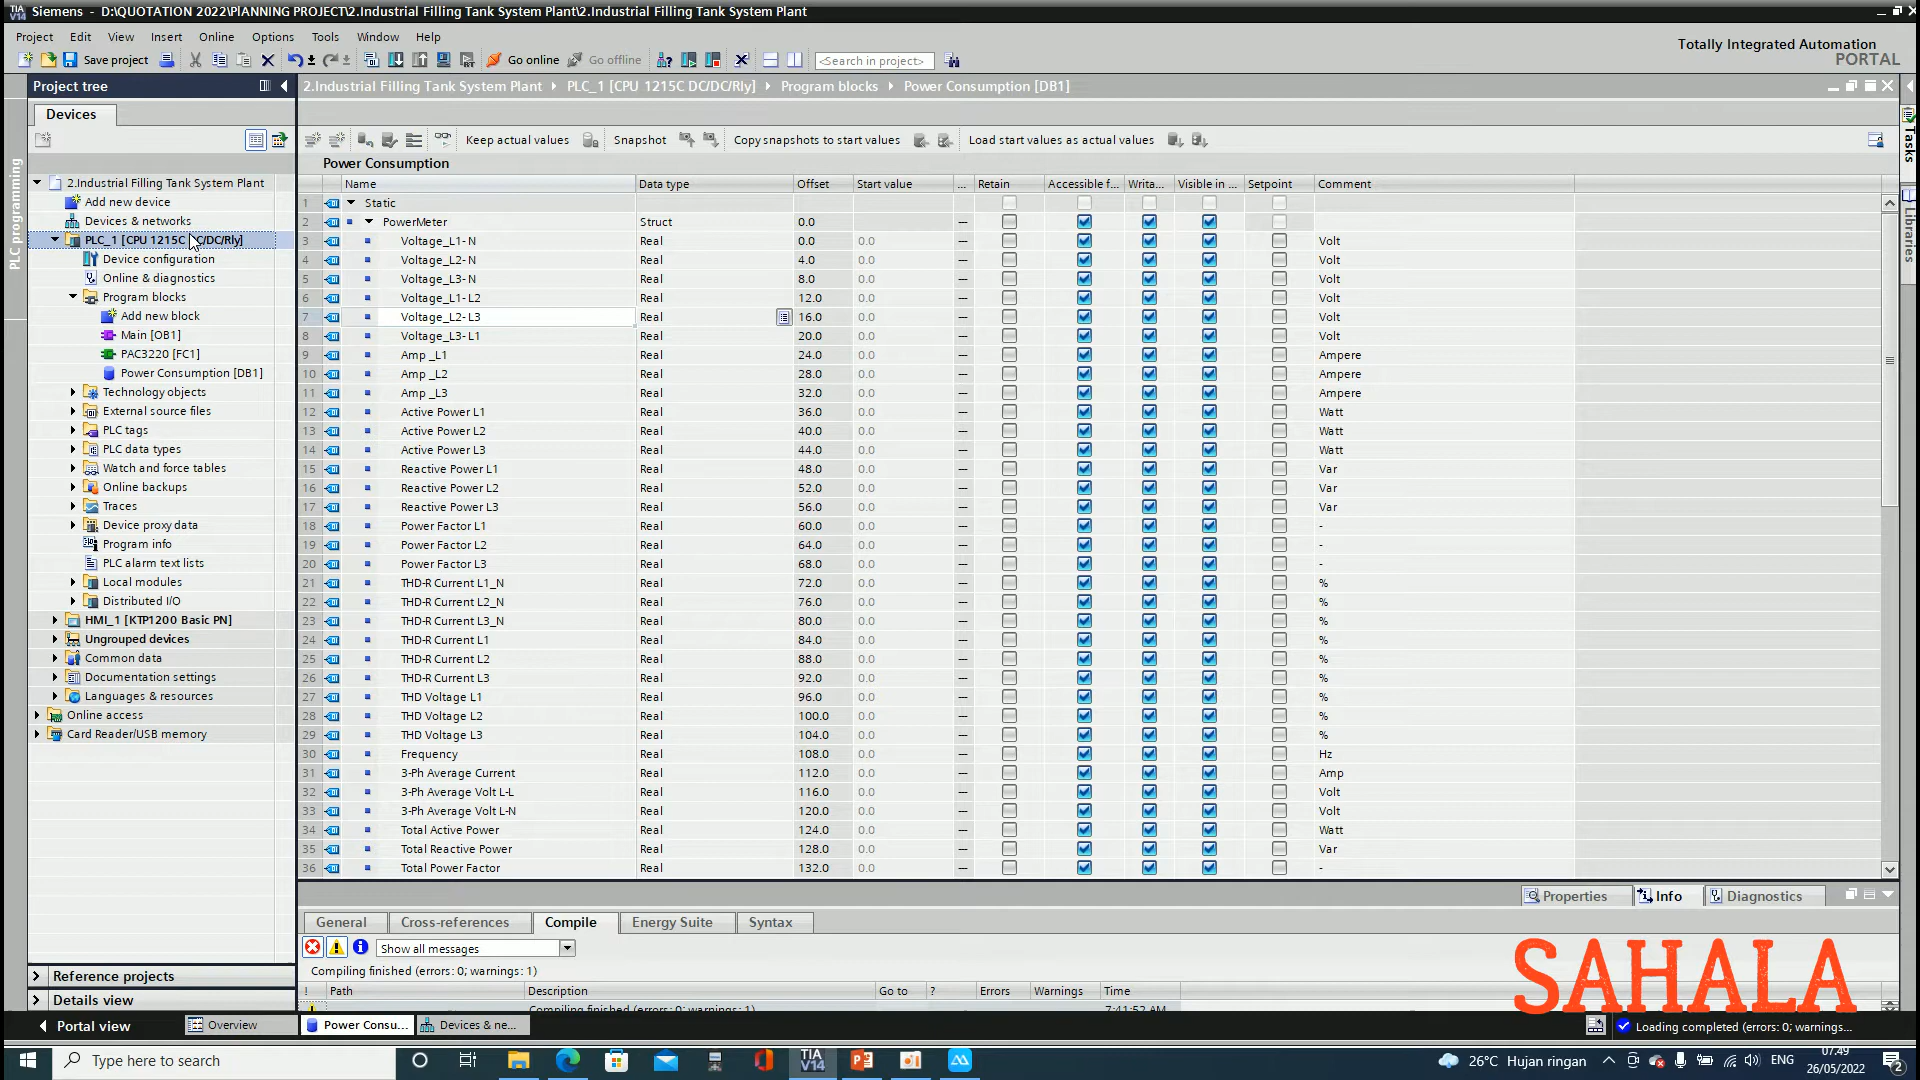 Siemens - D:\QUOTATION 2022\PLANNING PROJECT\2.Industrial Filling Tank System Plant\2.Industrial Filling Tank System Plant
Project Edit View Insert Online Options Tools Window Help
Totally Integrated Automation
PORTAL
Save project Go online Go offline <Search in project>
Project tree
2.Industrial Filling Tank System Plant PLC_1 [CPU 1215C DC/DC/Rly] Program blocks Power Consumption [DB1]
Devices
Keep actual values Snapshot Copy snapshots to start values Load start values as actual values
Power Consumption
Name Data type Offset Start value ... Retain Accessible f... Writa... Visible in ... Setpoint Comment
2.Industrial Filling Tank System Plant
Add new device
Devices & networks
PLC_1 [CPU 1215C DC/DC/Rly]
Device configuration
Online & diagnostics
Program blocks
Add new block
Main [OB1]
PAC3220 [FC1]
Power Consumption [DB1]
Technology objects
External source files
PLC tags
PLC data types
Watch and force tables
Online backups
Traces
Device proxy data
Program info
PLC alarm text lists
Local modules
Distributed I/O
HMI_1 [KTP1200 Basic PN]
Ungrouped devices
Common data
Documentation settings
Languages & resources
Online access
Card Reader/USB memory
Reference projects
Details view
PLC programming
1 Static
2 PowerMeter Struct 0.0
3 Voltage_L1-N Real 0.0 0.0 Volt
4 Voltage_L2-N Real 4.0 0.0 Volt
5 Voltage_L3-N Real 8.0 0.0 Volt
6 Voltage_L1-L2 Real 12.0 0.0 Volt
7 Voltage_L2-L3 Real 16.0 0.0 Volt
8 Voltage_L3-L1 Real 20.0 0.0 Volt
9 Amp _L1 Real 24.0 0.0 Ampere
10 Amp _L2 Real 28.0 0.0 Ampere
11 Amp _L3 Real 32.0 0.0 Ampere
12 Active Power L1 Real 36.0 0.0 Watt
13 Active Power L2 Real 40.0 0.0 Watt
14 Active Power L3 Real 44.0 0.0 Watt
15 Reactive Power L1 Real 48.0 0.0 Var
16 Reactive Power L2 Real 52.0 0.0 Var
17 Reactive Power L3 Real 56.0 0.0 Var
18 Power Factor L1 Real 60.0 0.0 -
19 Power Factor L2 Real 64.0 0.0 -
20 Power Factor L3 Real 68.0 0.0 -
21 THD-R Current L1_N Real 72.0 0.0 %
22 THD-R Current L2_N Real 76.0 0.0 %
23 THD-R Current L3_N Real 80.0 0.0 %
24 THD-R Current L1 Real 84.0 0.0 %
25 THD-R Current L2 Real 88.0 0.0 %
26 THD-R Current L3 Real 92.0 0.0 %
27 THD Voltage L1 Real 96.0 0.0 %
28 THD Voltage L2 Real 100.0 0.0 %
29 THD Voltage L3 Real 104.0 0.0 %
30 Frequency Real 108.0 0.0 Hz
31 3-Ph Average Current Real 112.0 0.0 Amp
32 3-Ph Average Volt L-L Real 116.0 0.0 Volt
33 3-Ph Average Volt L-N Real 120.0 0.0 Volt
34 Total Active Power Real 124.0 0.0 Watt
35 Total Reactive Power Real 128.0 0.0 Var
36 Total Power Factor Real 132.0 0.0 -
Tasks
Libraries
Properties Info Diagnostics
General Cross-references Compile Energy Suite Syntax
Show all messages
Compiling finished (errors: 0; warnings: 1)
! Path Description Go to ? Errors Warnings Time
Compiling finished (errors: 0; warnings: 1) 7:41:52 AM
SAHALA
Portal view Overview Power Consu... Devices & ne... Loading completed (errors: 0; warnings...
Type here to search
TIA V14
26°C Hujan ringan ENG
07.49
26/05/2022
2